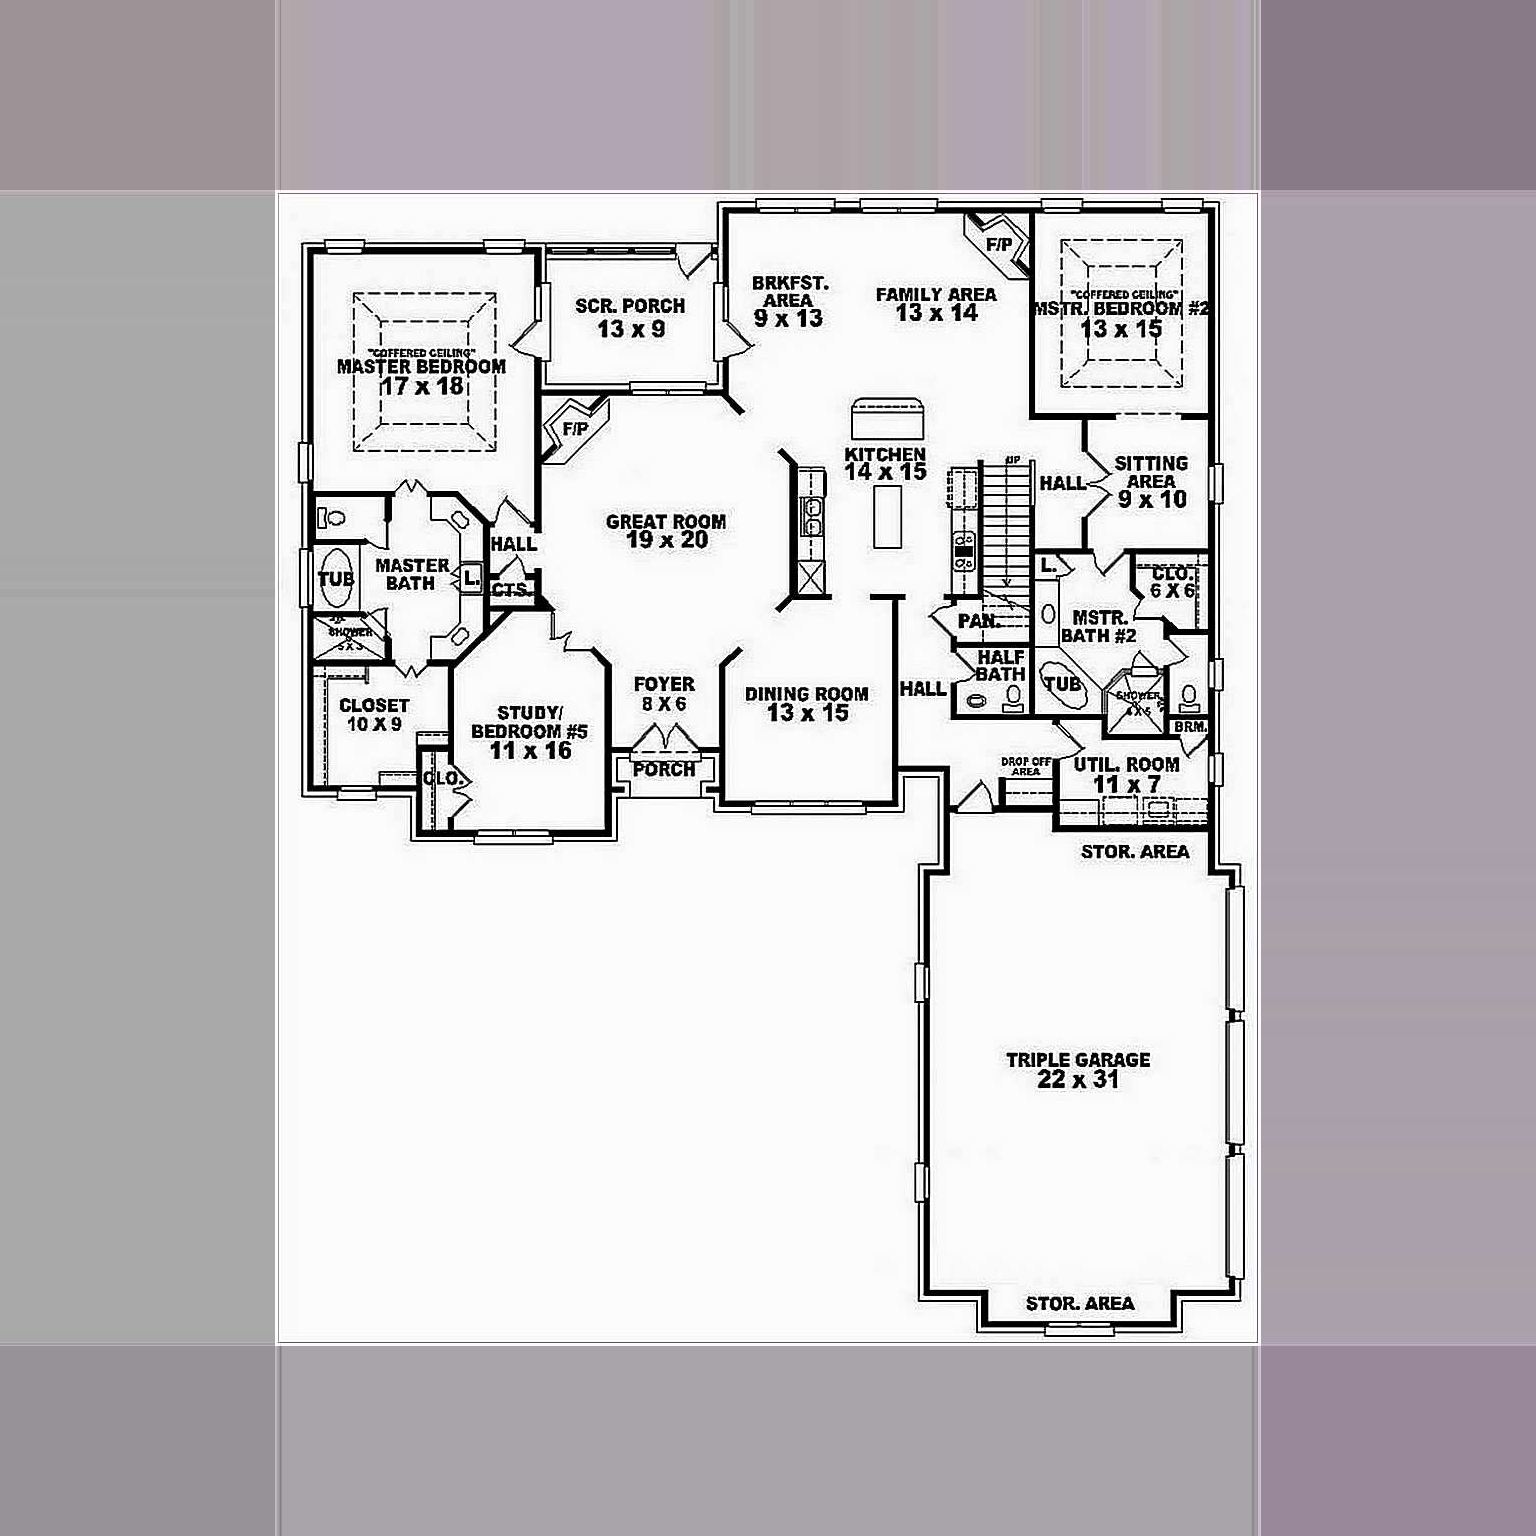 F/P
BRKFST.
AREA
9 x 13
FAMILY AREA
13 x 14
"COFFERED CEILING"
MSTR. BEDROOM #2
13 x 15
SCR. PORCH
13 x 9
"COFFERED CEILING"
MASTER BEDROOM
17 x 18
F/P
KITCHEN
14 x 15
UP
HALL
SITTING
AREA
9 x 10
GREAT ROOM
19 x 20
HALL
MASTER
BATH
TUB
L.
CTS.
SHOWER
5 X 5
L.
CLO.
6 X 6
PAN.
MSTR.
BATH #2
HALF
BATH
TUB
SHOWER
BRM.
HALL
FOYER
8 X 6
DINING ROOM
13 x 15
CLOSET
10 X 9
STUDY/
BEDROOM #5
11 x 16
CLO.
PORCH
DROP OFF
AREA
UTIL. ROOM
11 x 7
STOR. AREA
TRIPLE GARAGE
22 x 31
STOR. AREA